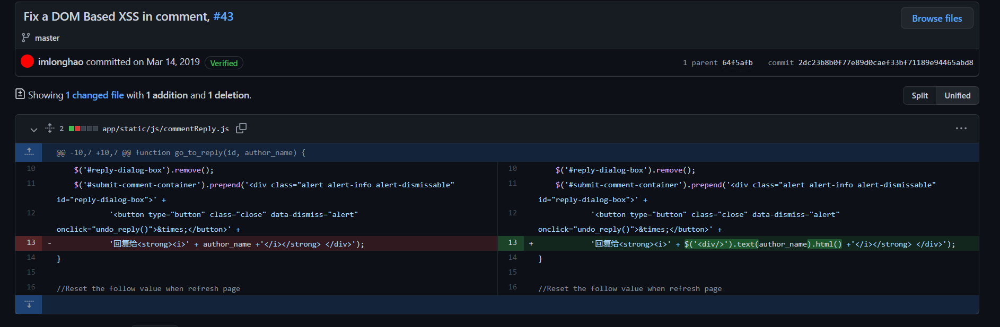 Fix a DOM Based XSS in comment, #43
Browse files
master
imlonghao committed on Mar 14, 2019 Verified
1 parent 64f5afb commit 2dc23b8b0f77e89d0caef33bf71189e94465abd8
Showing 1 changed file with 1 addition and 1 deletion.
Split Unified
2 app/static/js/commentReply.js
@@ -10,7 +10,7 @@ function go_to_reply(id, author_name) {
10 $('#reply-dialog-box').remove();
11 $('#submit-comment-container').prepend('<div class="alert alert-info alert-dismissable"
id="reply-dialog-box">' +
12 '<button type="button" class="close" data-dismiss="alert"
onclick="undo_reply()">&times;</button>' +
13 - '回复给<strong><i>' + author_name +'</i></strong> </div>');
14 }
15
16 //Reset the follow value when refresh page
10 $('#reply-dialog-box').remove();
11 $('#submit-comment-container').prepend('<div class="alert alert-info alert-dismissable"
id="reply-dialog-box">' +
12 '<button type="button" class="close" data-dismiss="alert"
onclick="undo_reply()">&times;</button>' +
13 + '回复给<strong><i>' + $('<div/>').text(author_name).html() +'</i></strong> </div>');
14 }
15
16 //Reset the follow value when refresh page